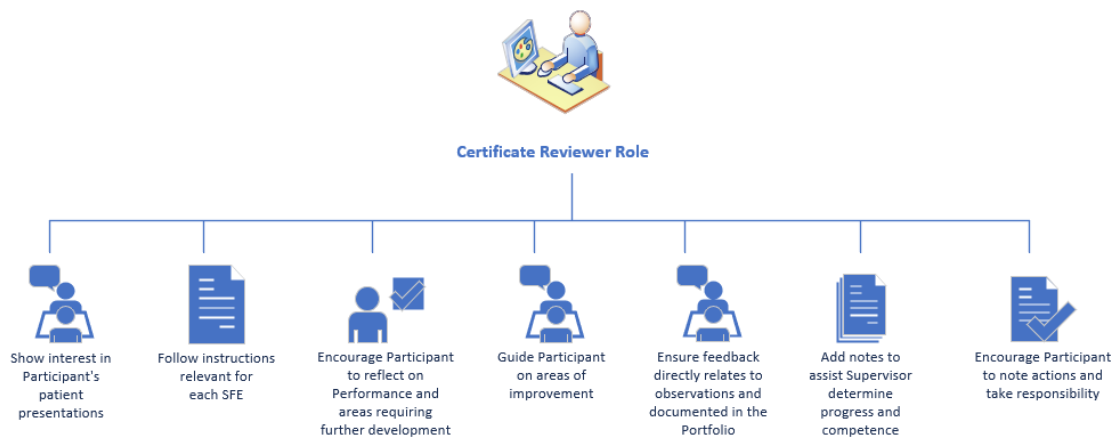 Certificate Reviewer Role
Show interest in
Participant's
patient
presentations
Follow instructions
relevant for
each SFE
Encourage Participant
to reflect on
Performance and
areas requiring
further development
Guide Participant
on areas of
improvement
Ensure feedback
directly relates to
observations and
documented in the
Portfolio
Add notes to
assist Supervisor
determine
progress and
competence
Encourage Participant
to note actions and
take responsibility